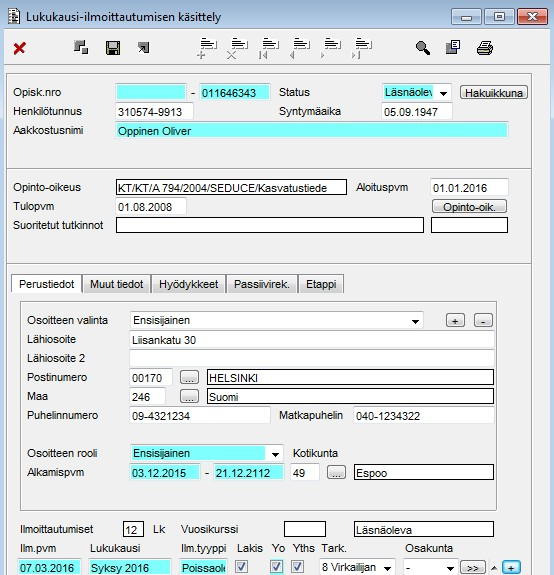 Lukukausi-ilmoittautumisen käsittely
Opisk.nro - 011646343 Status Läsnäolev Hakuikkuna
Henkilötunnus 310574-9913 Syntymäaika 05.09.1947
Aakkostusnimi Oppinen Oliver
Opinto-oikeus KT/KT/A 794/2004/SEDUCE/Kasvatustiede Aloituspvm 01.01.2016
Tulopvm 01.08.2008 Opinto-oik.
Suoritetut tutkinnot
Perustiedot Muut tiedot Hyödykkeet Passiivirek. Etappi
Osoitteen valinta Ensisijainen + -
Lähiosoite Liisankatu 30
Lähiosoite 2
Postinumero 00170 ... HELSINKI
Maa 246 ... Suomi
Puhelinnumero 09-4321234 Matkapuhelin 040-1234322
Osoitteen rooli Ensisijainen Kotikunta
Alkamispvm 03.12.2015 - 21.12.2112 49 ... Espoo
Ilmoittautumiset 12 Lk Vuosikurssi Läsnäoleva
Ilm.pvm Lukukausi Ilm.tyyppi Lakis Yo Yths Tark. Osakunta
07.03.2016 Syksy 2016 Poissaole 8 Virkailijan - >> +